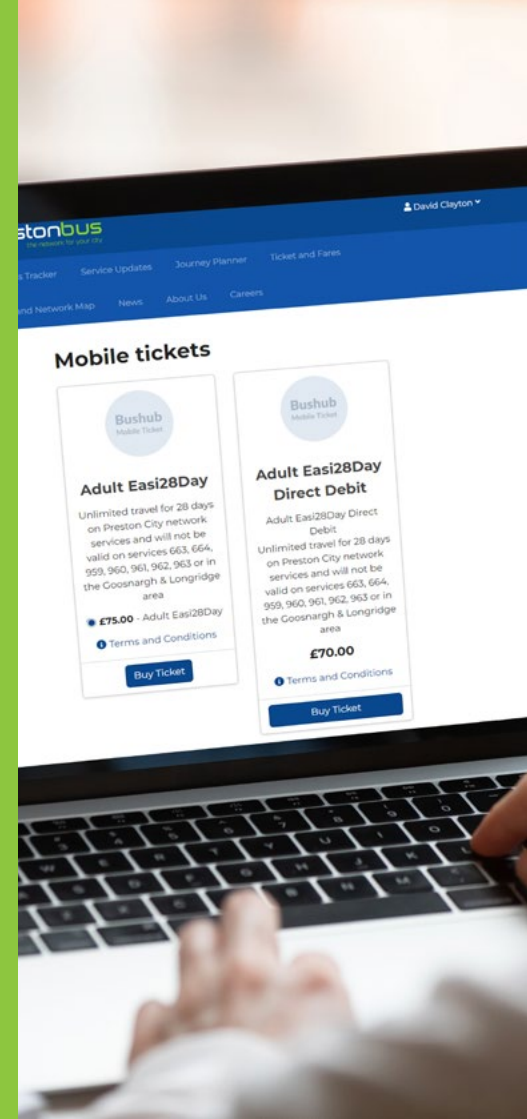 stonbus
the network for your city
David Clayton
s Tracker Service Updates Journey Planner Ticket and Fares
and Network Map News About Us Careers
Mobile tickets
Bushub
Mobile Ticket
Adult Easi28Day
Unlimited travel for 28 days
on Preston City network
services and will not be
valid on services 663, 664,
959, 960, 961, 962, 963 or in
the Goosnargh & Longridge
area
£75.00 - Adult Easi28Day
Terms and Conditions
Buy Ticket
Bushub
Mobile Ticket
Adult Easi28Day
Direct Debit
Adult Easi28Day Direct
Debit
Unlimited travel for 28 days
on Preston City network
services and will not be
valid on services 663, 664,
959, 960, 961, 962, 963 or in
the Goosnargh & Longridge
area
£70.00
Terms and Conditions
Buy Ticket